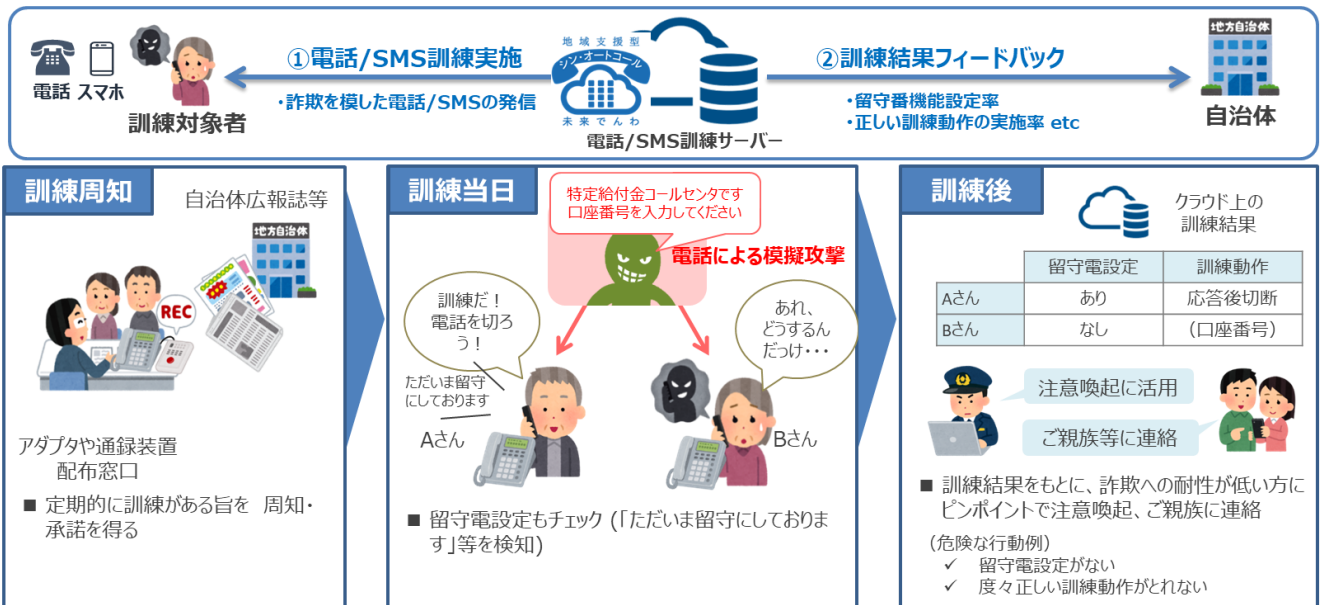 地方自治体
電話 スマホ
訓練対象者
①電話/SMS訓練実施
・詐欺を模した電話/SMSの発信
地域支援型
シン・オートコール
未来でんわ
電話/SMS訓練サーバー
②訓練結果フィードバック
・留守番機能設定率
・正しい訓練動作の実施率 etc
自治体
訓練周知
自治体広報誌等
地方自治体
REC
アダプタや通録装置
配布窓口
■ 定期的に訓練がある旨を 周知・
承諾を得る
訓練当日
特定給付金コールセンタです
口座番号を入力してください
電話による模擬攻撃
訓練だ!
電話を切ろ
う!
あれ、
どうするん
だっけ・・・
ただいま留守
にしております
Aさん
Bさん
■ 留守電設定もチェック (「ただいま留守にしておりま
す」等を検知)
訓練後
クラウド上の
訓練結果
留守電設定 訓練動作
Aさん あり 応答後切断
Bさん なし (口座番号)
注意喚起に活用
ご親族等に連絡
■ 訓練結果をもとに、詐欺への耐性が低い方に
ピンポイントで注意喚起、ご親族に連絡
(危険な行動例)
✓ 留守電設定がない
✓ 度々正しい訓練動作がとれない